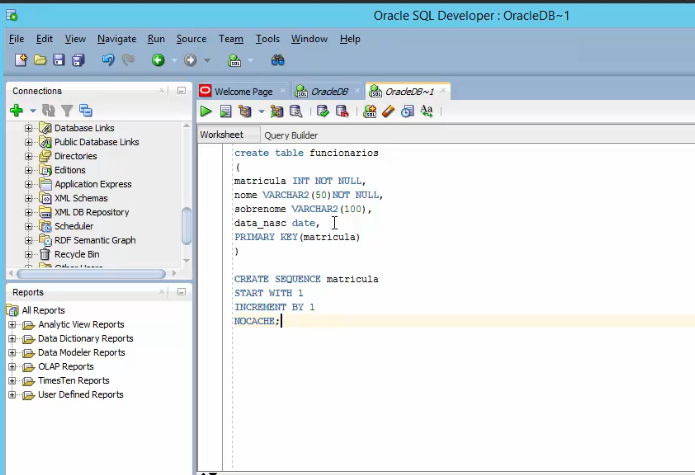 Oracle SQL Developer : OracleDB~1
File Edit View Navigate Run Source Team Tools Window Help
Connections
Database Links
Public Database Links
Directories
Editions
Application Express
XML Schemas
XML DB Repository
Scheduler
RDF Semantic Graph
Recycle Bin
Other Users
Reports
All Reports
Analytic View Reports
Data Dictionary Reports
Data Modeler Reports
OLAP Reports
TimesTen Reports
User Defined Reports
Welcome Page OracleDB OracleDB~1
Worksheet Query Builder
create table funcionarios
(
matricula INT NOT NULL,
nome VARCHAR2(50)NOT NULL,
sobrenome VARCHAR2(100),
data_nasc date,
PRIMARY KEY(matricula)
)
CREATE SEQUENCE matricula
START WITH 1
INCREMENT BY 1
NOCACHE;